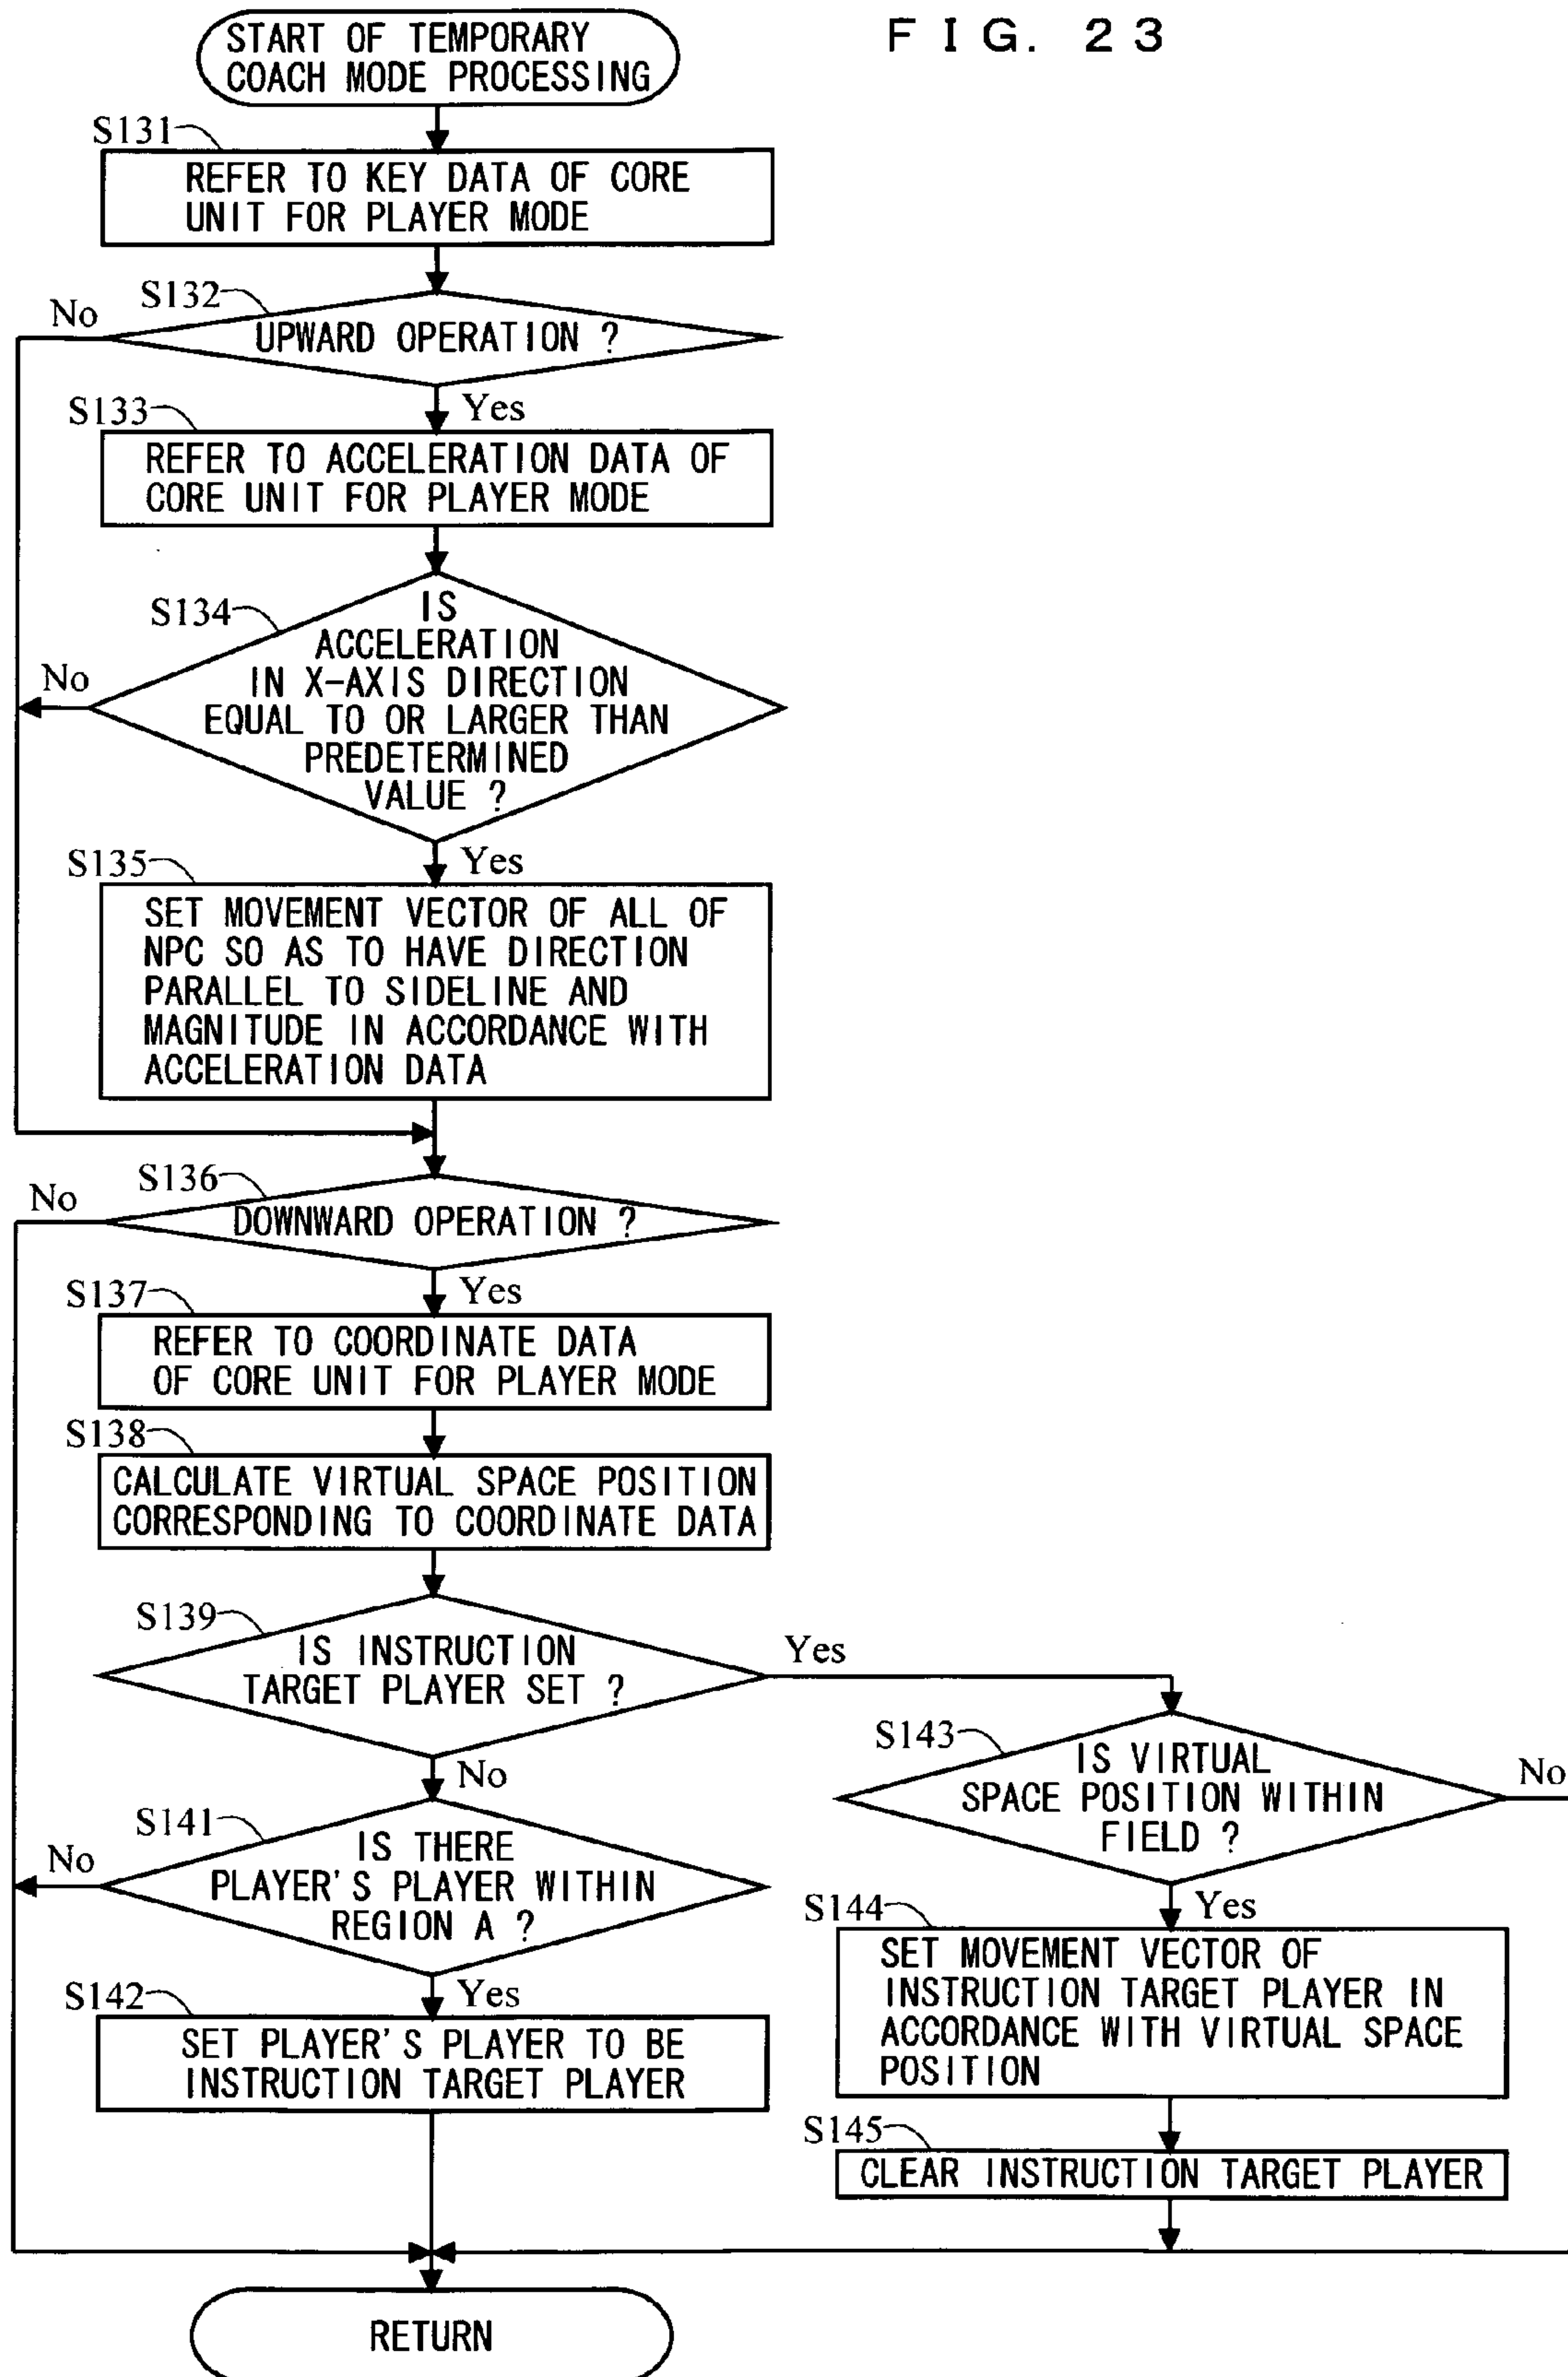 FIG. 23
START OF TEMPORARY
COACH MODE PROCESSING
S131
REFER TO KEY DATA OF CORE
UNIT FOR PLAYER MODE
S132
No
UPWARD OPERATION ?
Yes
S133
REFER TO ACCELERATION DATA OF
CORE UNIT FOR PLAYER MODE
S134
No
IS
ACCELERATION
IN X-AXIS DIRECTION
EQUAL TO OR LARGER THAN
PREDETERMINED
VALUE ?
Yes
S135
SET MOVEMENT VECTOR OF ALL OF
NPC SO AS TO HAVE DIRECTION
PARALLEL TO SIDELINE AND
MAGNITUDE IN ACCORDANCE WITH
ACCELERATION DATA
S136
No
DOWNWARD OPERATION ?
Yes
S137
REFER TO COORDINATE DATA
OF CORE UNIT FOR PLAYER MODE
S138
CALCULATE VIRTUAL SPACE POSITION
CORRESPONDING TO COORDINATE DATA
S139
IS INSTRUCTION
TARGET PLAYER SET ?
Yes
No
S141
No
IS THERE
PLAYER'S PLAYER WITHIN
REGION A ?
Yes
S142
SET PLAYER'S PLAYER TO BE
INSTRUCTION TARGET PLAYER
S143
IS VIRTUAL
SPACE POSITION WITHIN
FIELD ?
No
Yes
S144
SET MOVEMENT VECTOR OF
INSTRUCTION TARGET PLAYER IN
ACCORDANCE WITH VIRTUAL SPACE
POSITION
S145
CLEAR INSTRUCTION TARGET PLAYER
RETURN